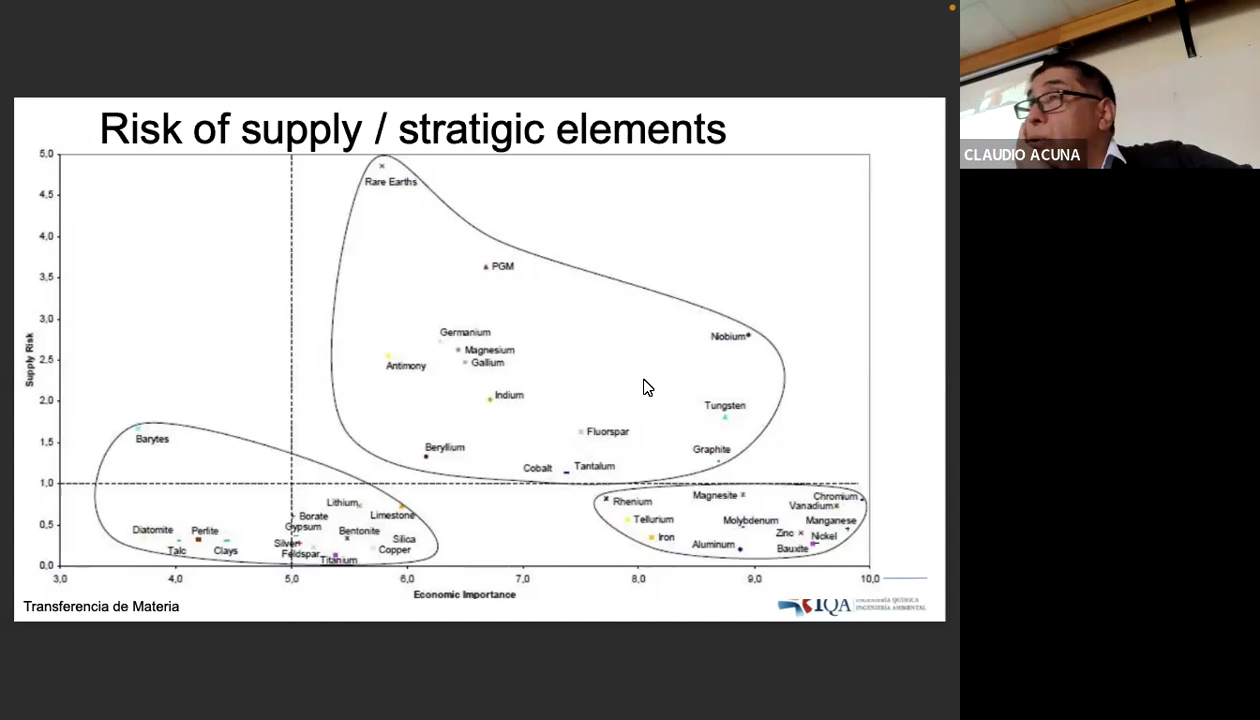 CLAUDIO ACUNA
Risk of supply / stratigic elements
5,0
4,5
4,0
3,5
3,0
2,5
2,0
1,5
1,0
0,5
0,0
Supply Risk
Rare Earths
PGM
Germanium
Niobium
Magnesium
Gallium
Antimony
Indium
Tungsten
Fluorspar
Barytes
Beryllium
Graphite
Cobalt
Tantalum
Lithium
Limestone
Borate
Gypsum
Diatomite
Perlite
Bentonite
Silver
Silica
Talc
Clays
Feldspar
Copper
Titanium
Rhenium
Magnesite
Chromium
Vanadium
Tellurium
Molybdenum
Manganese
Iron
Zinc
Nickel
Aluminum
Bauxite
3,0 4,0 5,0 6,0 7,0 8,0 9,0 10,0
Economic Importance
Transferencia de Materia
IQA
INGENIERÍA QUÍMICA
INGENIERÍA AMBIENTAL